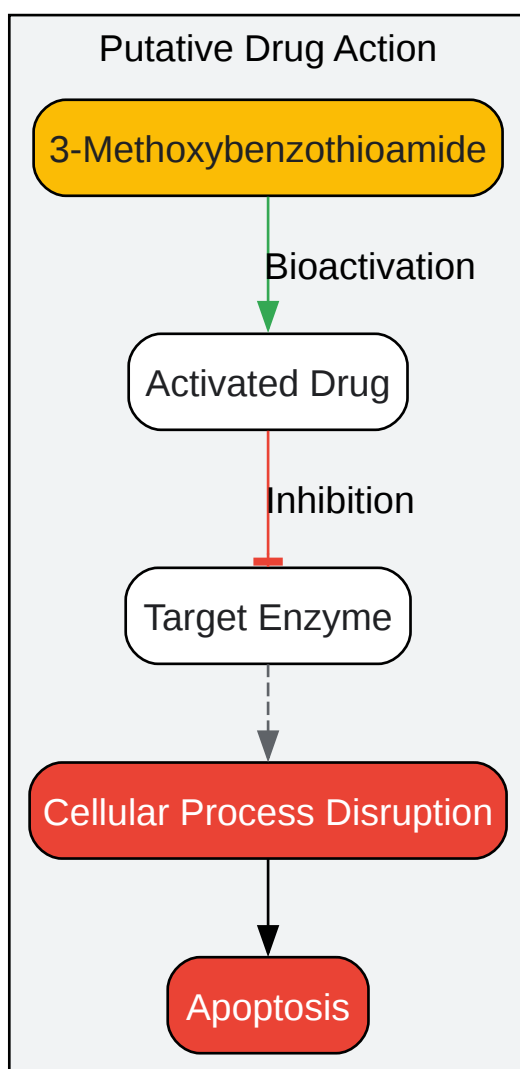 Putative Drug Action
3-Methoxybenzothioamide
Bioactivation
Activated Drug
Inhibition
Target Enzyme
Cellular Process Disruption
Apoptosis